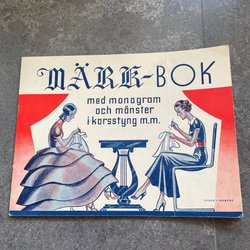 MÄRK-BOK
med monogram
och mönster
i korsstyng m.m.